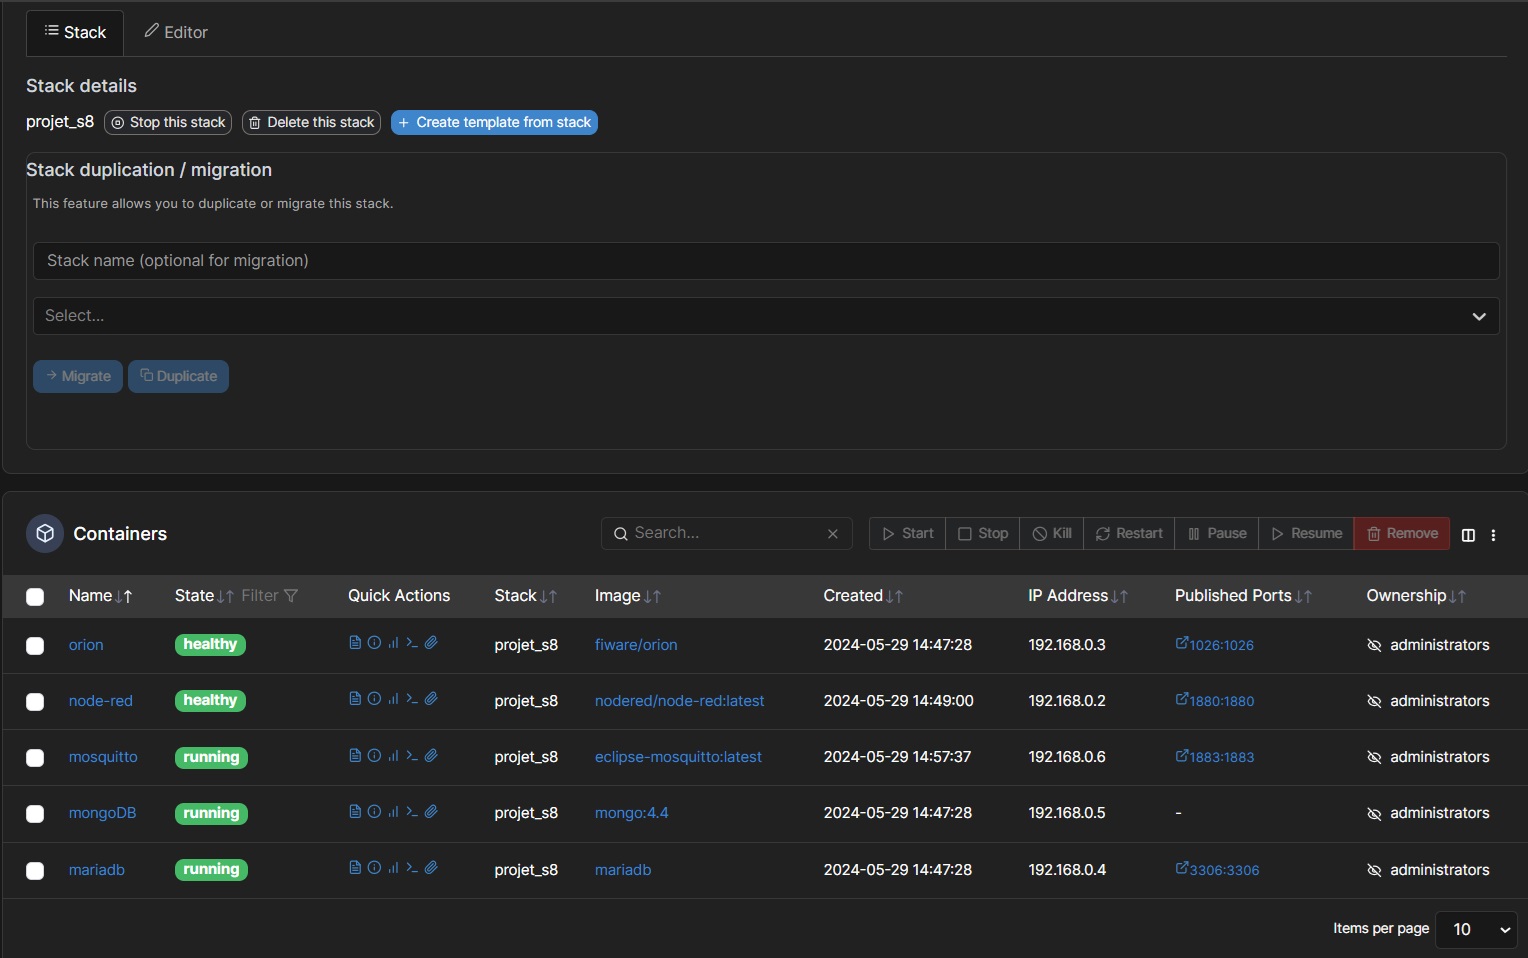 Stack Editor
Stack details
projet_s8 Stop this stack Delete this stack + Create template from stack
Stack duplication / migration
This feature allows you to duplicate or migrate this stack.
Stack name (optional for migration)
Select...
Migrate Duplicate
Containers Search... Start Stop Kill Restart Pause Resume Remove
Name State Filter Quick Actions Stack Image Created IP Address Published Ports Ownership
orion healthy projet_s8 fiware/orion 2024-05-29 14:47:28 192.168.0.3 1026:1026 administrators
node-red healthy projet_s8 nodered/node-red:latest 2024-05-29 14:49:00 192.168.0.2 1880:1880 administrators
mosquitto running projet_s8 eclipse-mosquitto:latest 2024-05-29 14:57:37 192.168.0.6 1883:1883 administrators
mongoDB running projet_s8 mongo:4.4 2024-05-29 14:47:28 192.168.0.5 - administrators
mariadb running projet_s8 mariadb 2024-05-29 14:47:28 192.168.0.4 3306:3306 administrators
Items per page 10